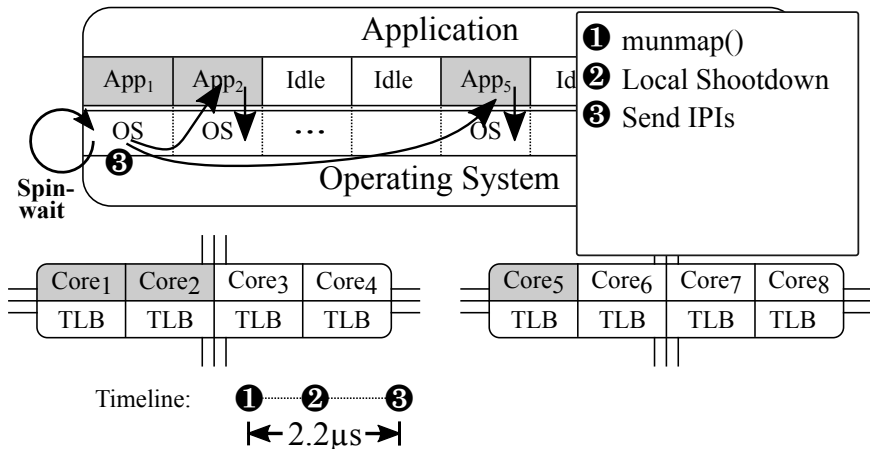 Application
❶ munmap()
❷ Local Shootdown
❸ Send IPIs
App₁ App₂ Idle Idle App₅ Id
OS OS ... OS
❸
Spin-
wait
Operating System
Core₁ Core₂ Core₃ Core₄ Core₅ Core₆ Core₇ Core₈
TLB TLB TLB TLB TLB TLB TLB TLB
Timeline: ❶ ❷ ❸
2.2µs